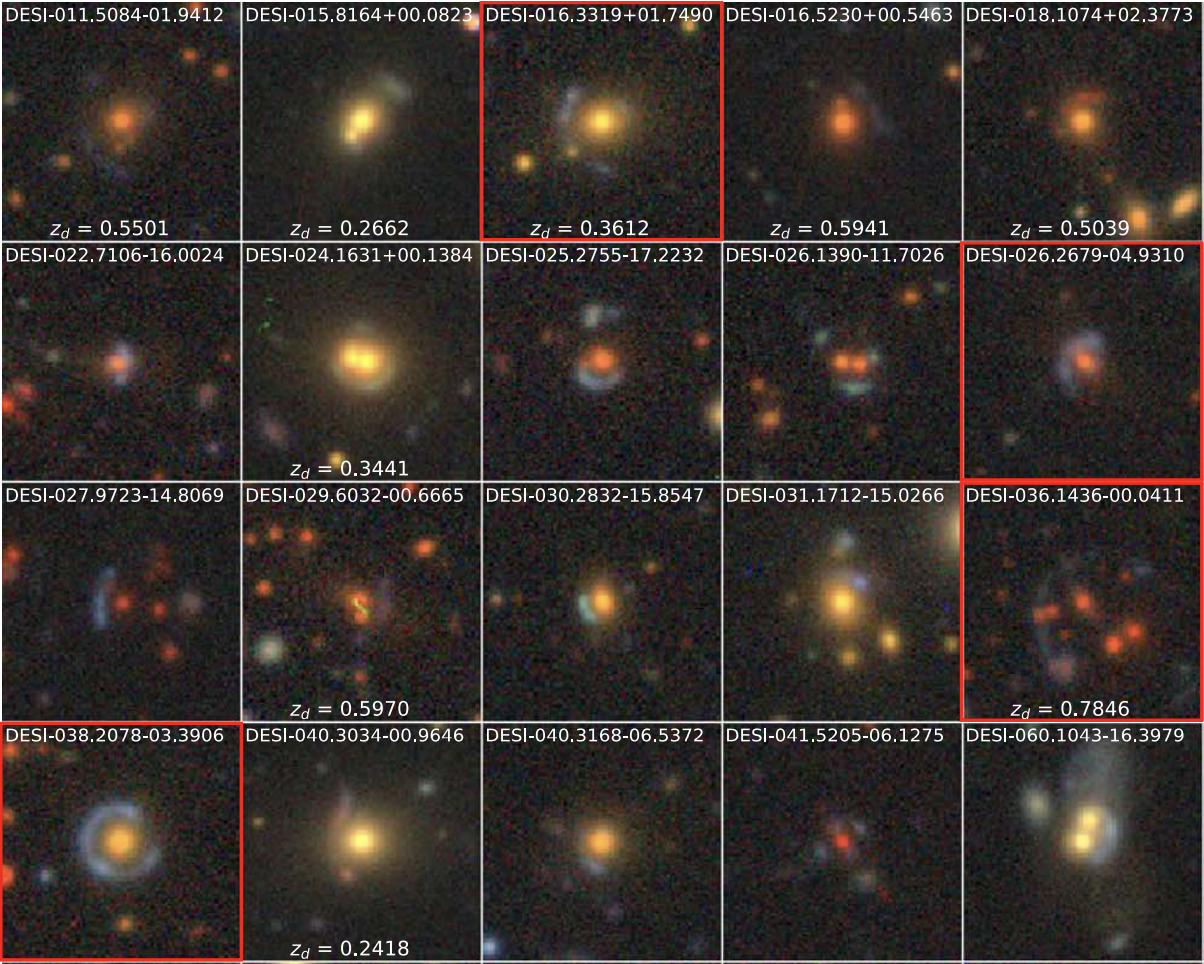 DESI-011.5084-01.9412
DESI-015.8164+00.0823
DESI-016.3319+01.7490
DESI-016.5230+00.5463
DESI-018.1074+02.3773
z_d = 0.5501
z_d = 0.2662
z_d = 0.3612
z_d = 0.5941
z_d = 0.5039
DESI-022.7106-16.0024
DESI-024.1631+00.1384
DESI-025.2755-17.2232
DESI-026.1390-11.7026
DESI-026.2679-04.9310
z_d = 0.3441
DESI-027.9723-14.8069
DESI-029.6032-00.6665
DESI-030.2832-15.8547
DESI-031.1712-15.0266
DESI-036.1436-00.0411
z_d = 0.5970
z_d = 0.7846
DESI-038.2078-03.3906
DESI-040.3034-00.9646
DESI-040.3168-06.5372
DESI-041.5205-06.1275
DESI-060.1043-16.3979
z_d = 0.2418